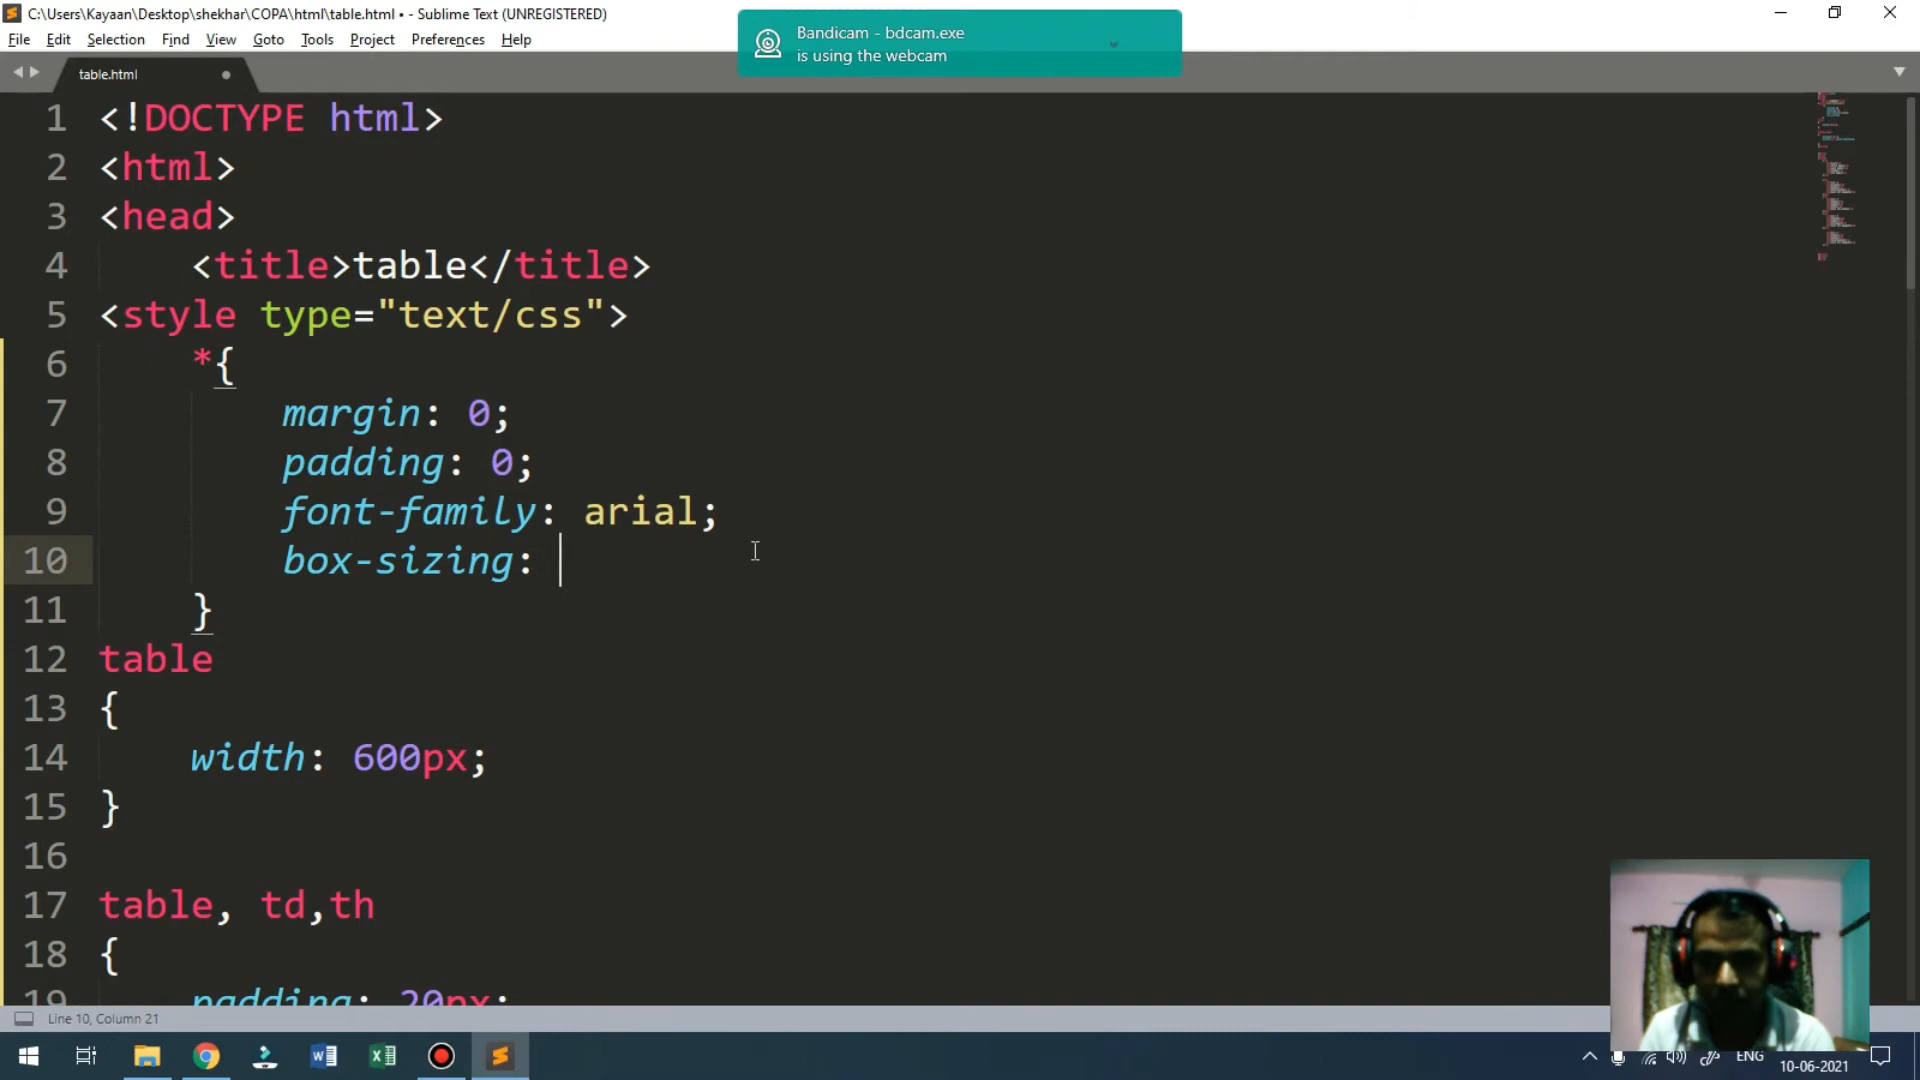 C:\Users\Kayaan\Desktop\shekhar\COPA\html\table.html • - Sublime Text (UNREGISTERED)
File Edit Selection Find View Goto Tools Project Preferences Help
Bandicam - bdcam.exe
is using the webcam
table.html
1 <!DOCTYPE html>
2 <html>
3 <head>
4 <title>table</title>
5 <style type="text/css">
6 *{
7 margin: 0;
8 padding: 0;
9 font-family: arial;
10 box-sizing:
11 }
12 table
13 {
14 width: 600px;
15 }
16
17 table, td,th
18 {
19 padding: 20px;
Line 10, Column 21
ENG
10-06-2021